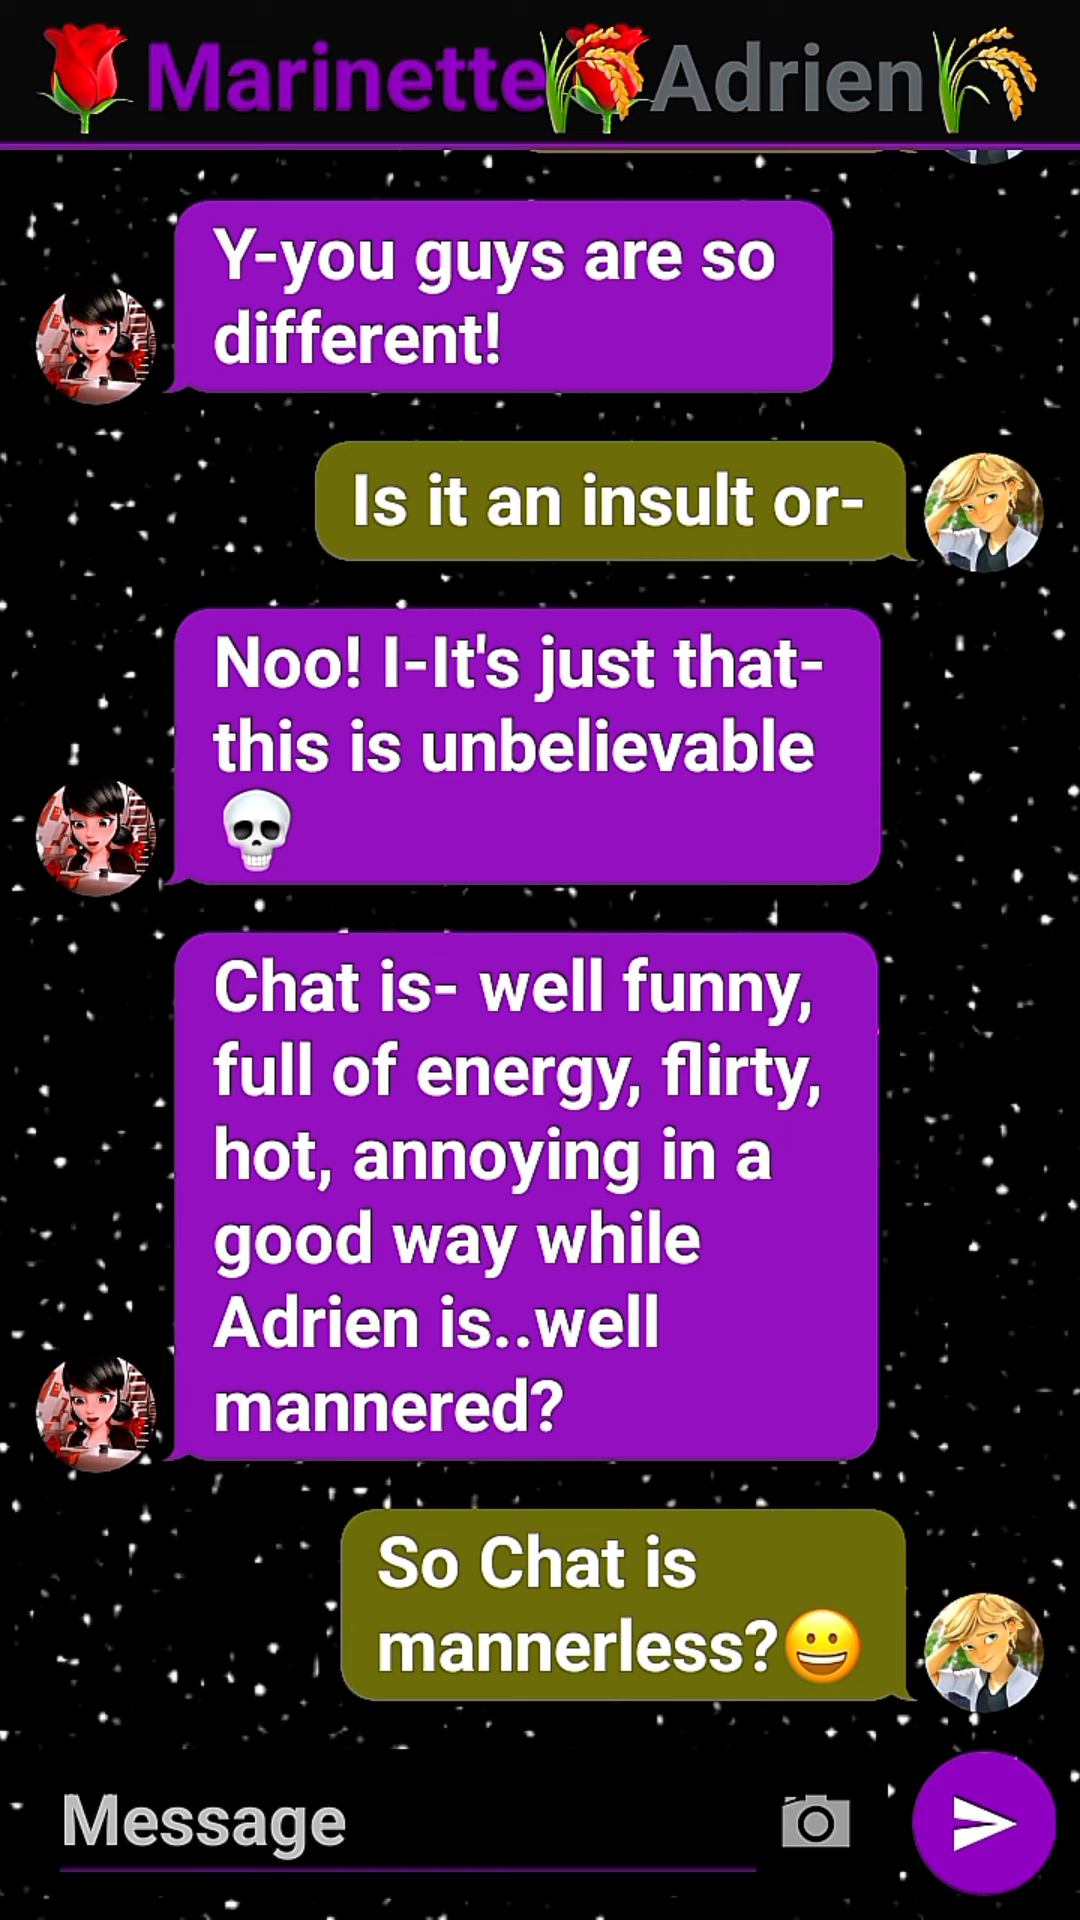 🌹Marinette🌾🌹Adrien🌾
Y-you guys are so
different!
Is it an insult or-
Noo! I-It's just that-
this is unbelievable
💀
Chat is- well funny,
full of energy, flirty,
hot, annoying in a
good way while
Adrien is..well
mannered?
So Chat is
mannerless?😀
Message